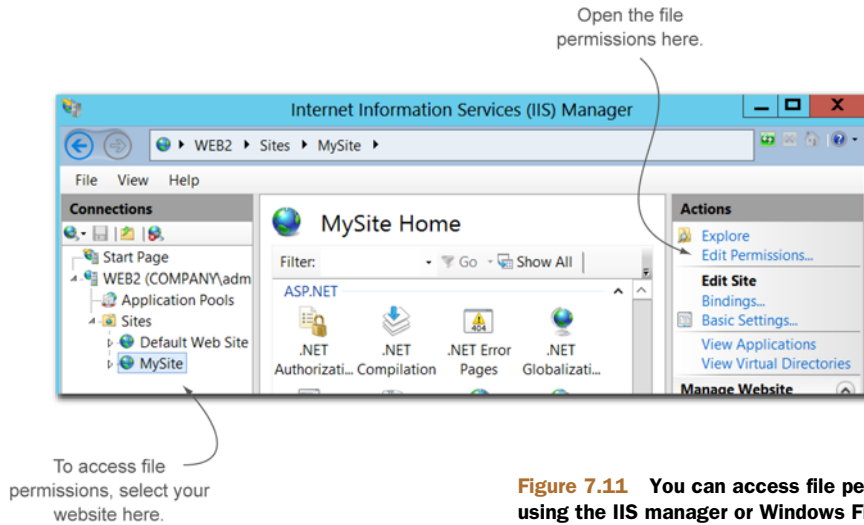 Open the file
permissions here.
Internet Information Services (IIS) Manager
WEB2 Sites MySite
File View Help
Connections
Start Page
WEB2 (COMPANY\adm
Application Pools
Sites
Default Web Site
MySite
MySite Home
Filter: Go Show All
ASP.NET
404
.NET
Authorizati...
.NET
Compilation
.NET Error
Pages
.NET
Globalizati...
Actions
Explore
Edit Permissions...
Edit Site
Bindings...
Basic Settings...
View Applications
View Virtual Directories
Manage Website
To access file
permissions, select your
website here.
Figure 7.11 You can access file pe
using the IIS manager or Windows F